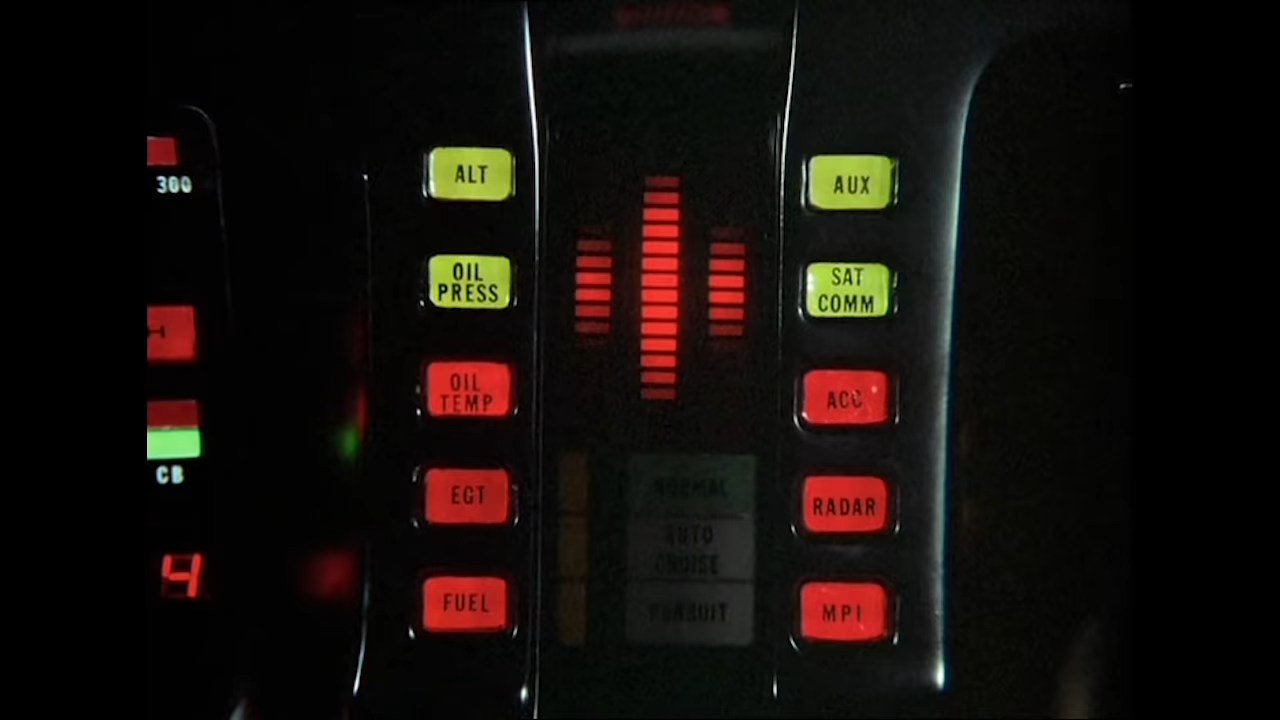 300
CB
4
ALT
OIL
PRESS
OIL
TEMP
EGT
FUEL
NORMAL
AUTO
CRUISE
PURSUIT
AUX
SAT
COMM
ACC
RADAR
MPI